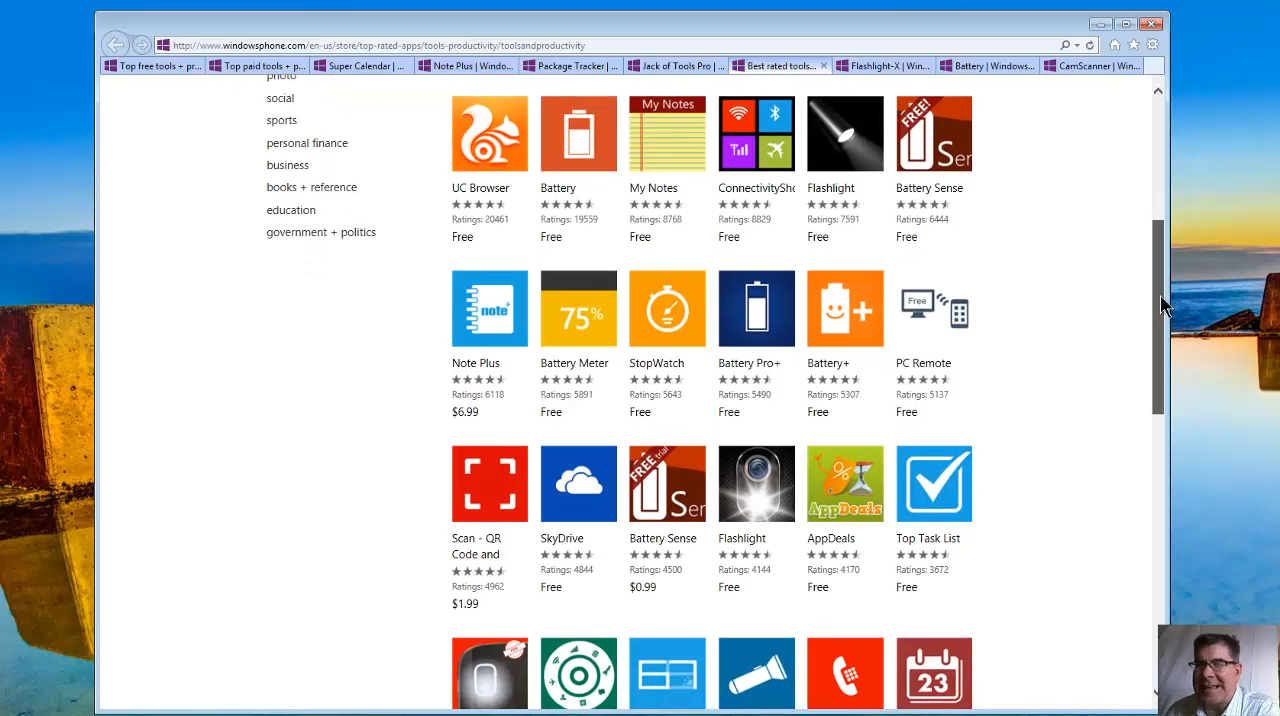 http://www.windowsphone.com/en-us/store/top-rated-apps/tools-productivity/toolsandproductivity
Top free tools + pr... Top paid tools + p... Super Calendar | ... Note Plus | Windo... Package Tracker | ... Jack of Tools Pro | ... Best rated tools... Flashlight-X | Win... Battery | Windows... CamScanner | Win...
photo
social
sports
personal finance
business
books + reference
education
government + politics
My Notes
FREE!
Ser
UC Browser Battery My Notes ConnectivitySho Flashlight Battery Sense
Ratings: 20461 Ratings: 19559 Ratings: 8768 Ratings: 8829 Ratings: 7591 Ratings: 6444
Free Free Free Free Free Free
note+
75%
Free
Note Plus Battery Meter StopWatch Battery Pro+ Battery+ PC Remote
Ratings: 6118 Ratings: 5891 Ratings: 5643 Ratings: 5490 Ratings: 5307 Ratings: 5137
$6.99 Free Free Free Free Free
FREE trial
Ser
AppDeals
Scan - QR Code and SkyDrive Battery Sense Flashlight AppDeals Top Task List
Ratings: 4962 Ratings: 4844 Ratings: 4500 Ratings: 4144 Ratings: 4170 Ratings: 3672
$1.99 Free $0.99 Free Free Free
23